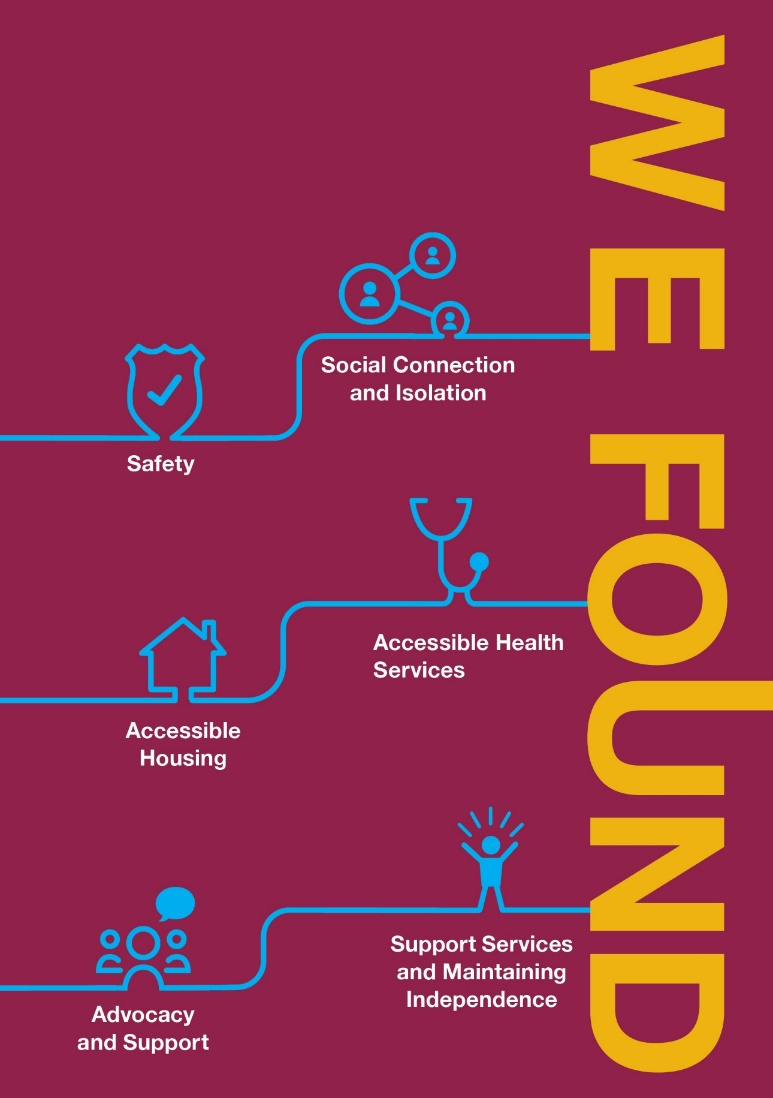 WE FOUND
Social Connection
and Isolation
Safety
Accessible Health
Services
Accessible
Housing
Support Services
and Maintaining
Independence
Advocacy
and Support